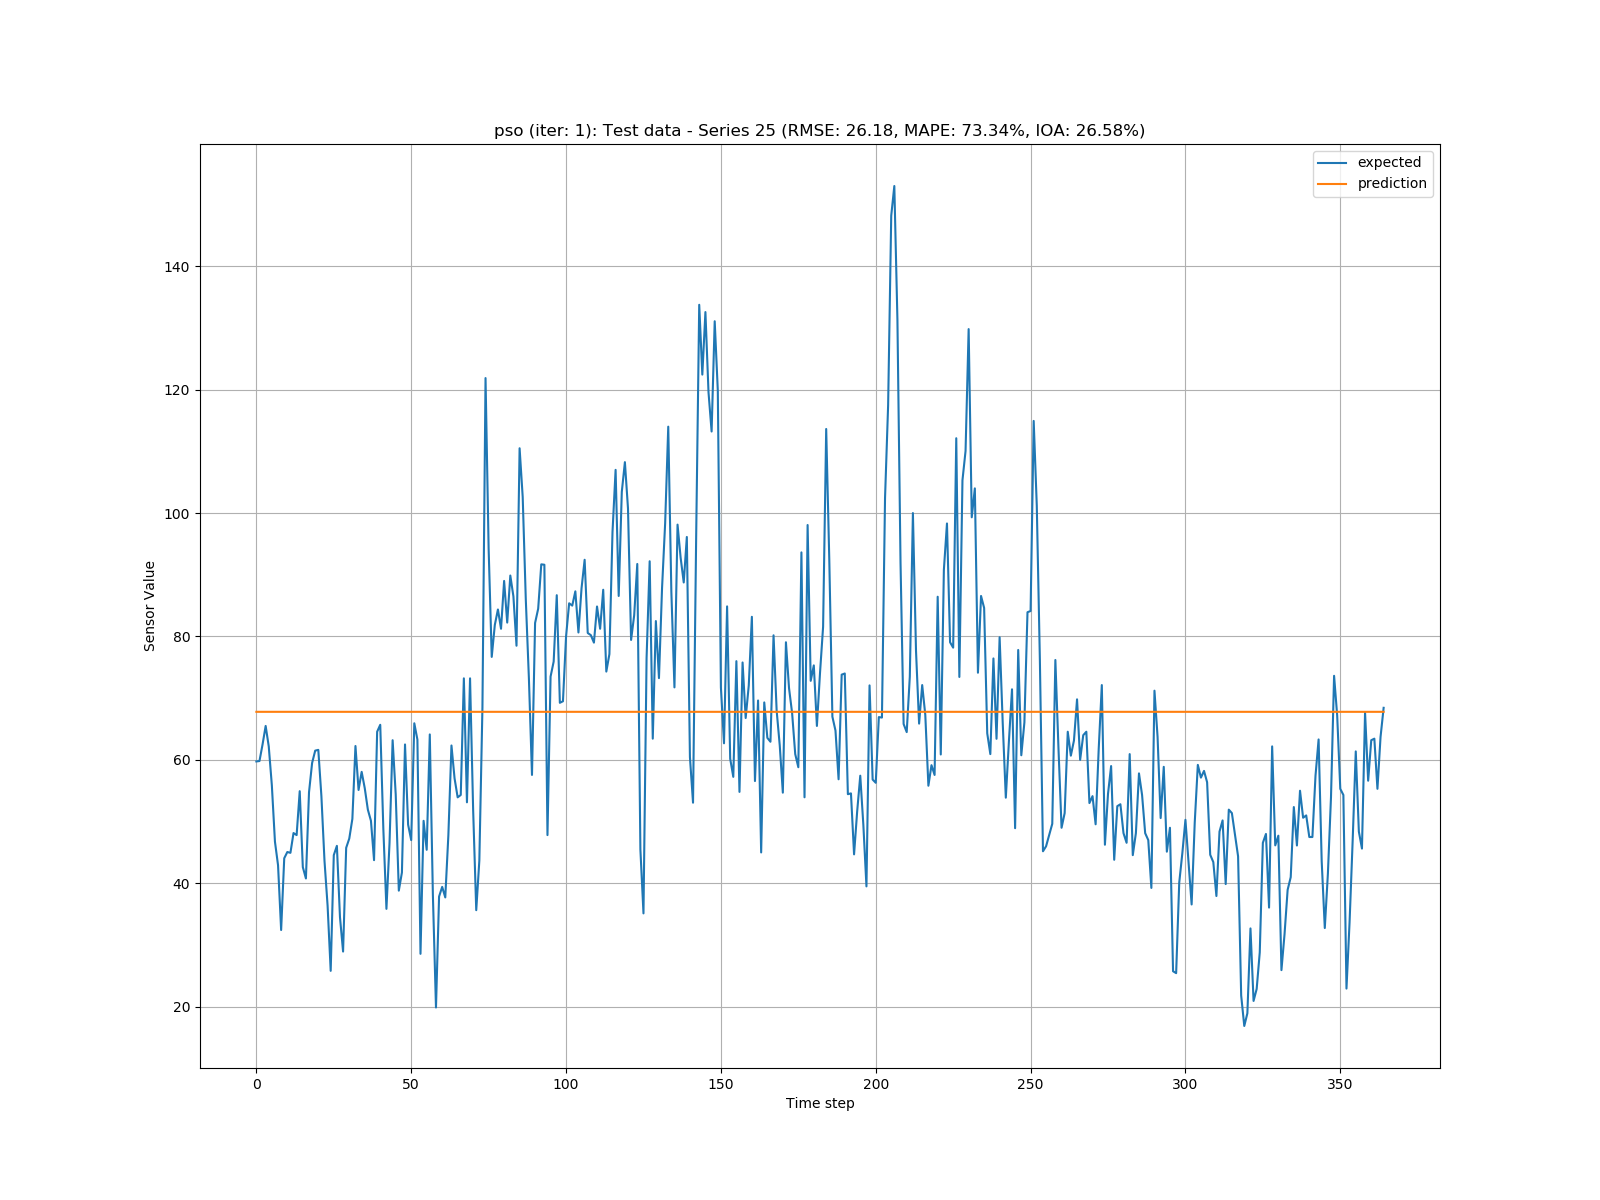 pso (iter: 1): Test data - Series 25 (RMSE: 26.18, MAPE: 73.34%, IOA: 26.58%)
expected
prediction
140
120
100
80
60
40
20
Sensor Value
0 50 100 150 200 250 300 350
Time step